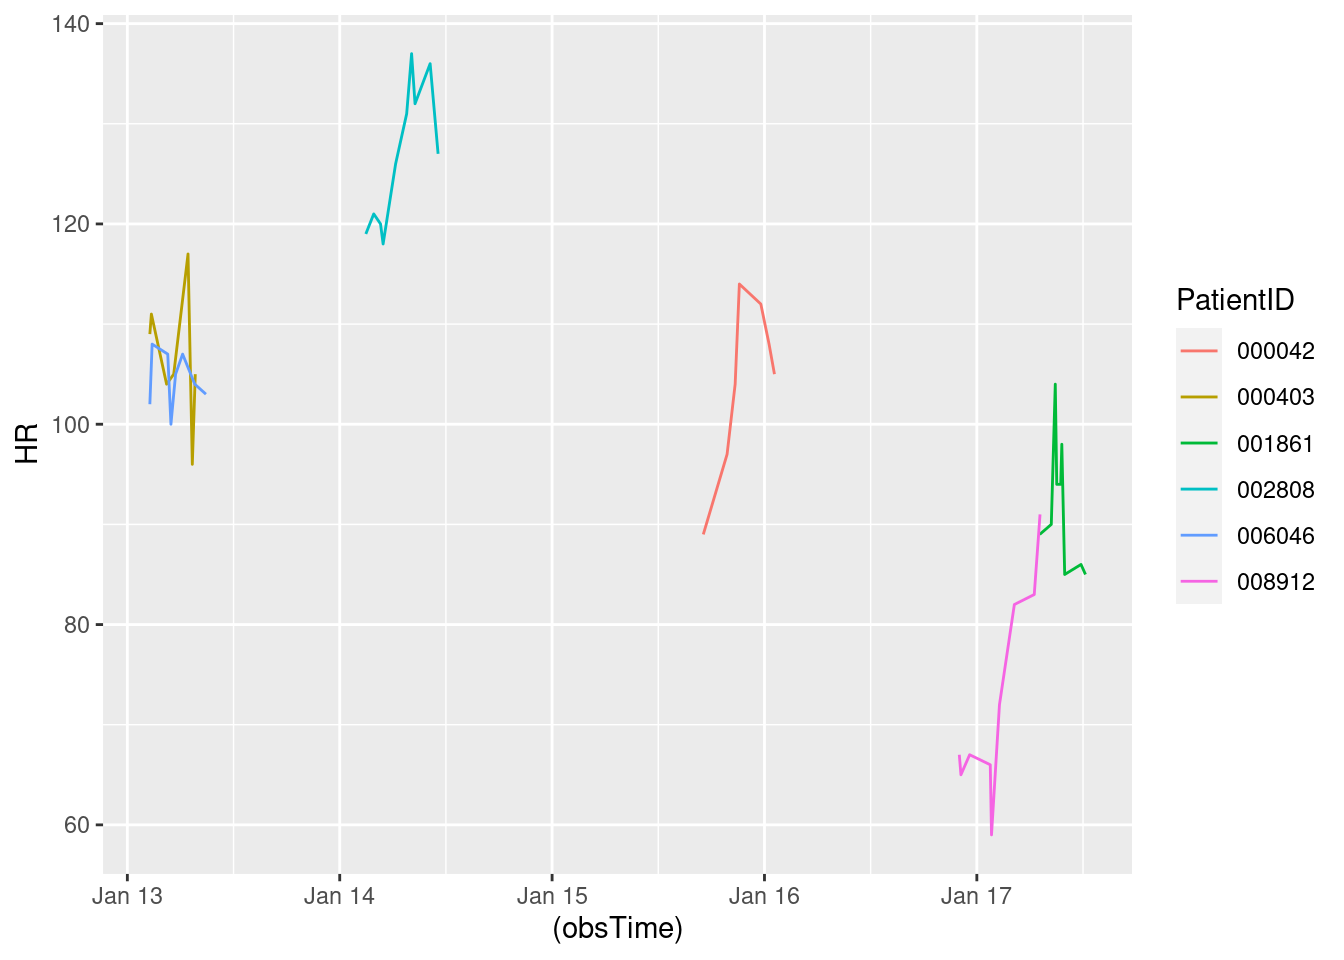 140
120
100
80
60
HR
Jan 13
Jan 14
Jan 15
Jan 16
Jan 17
(obsTime)
PatientID
000042
000403
001861
002808
006046
008912